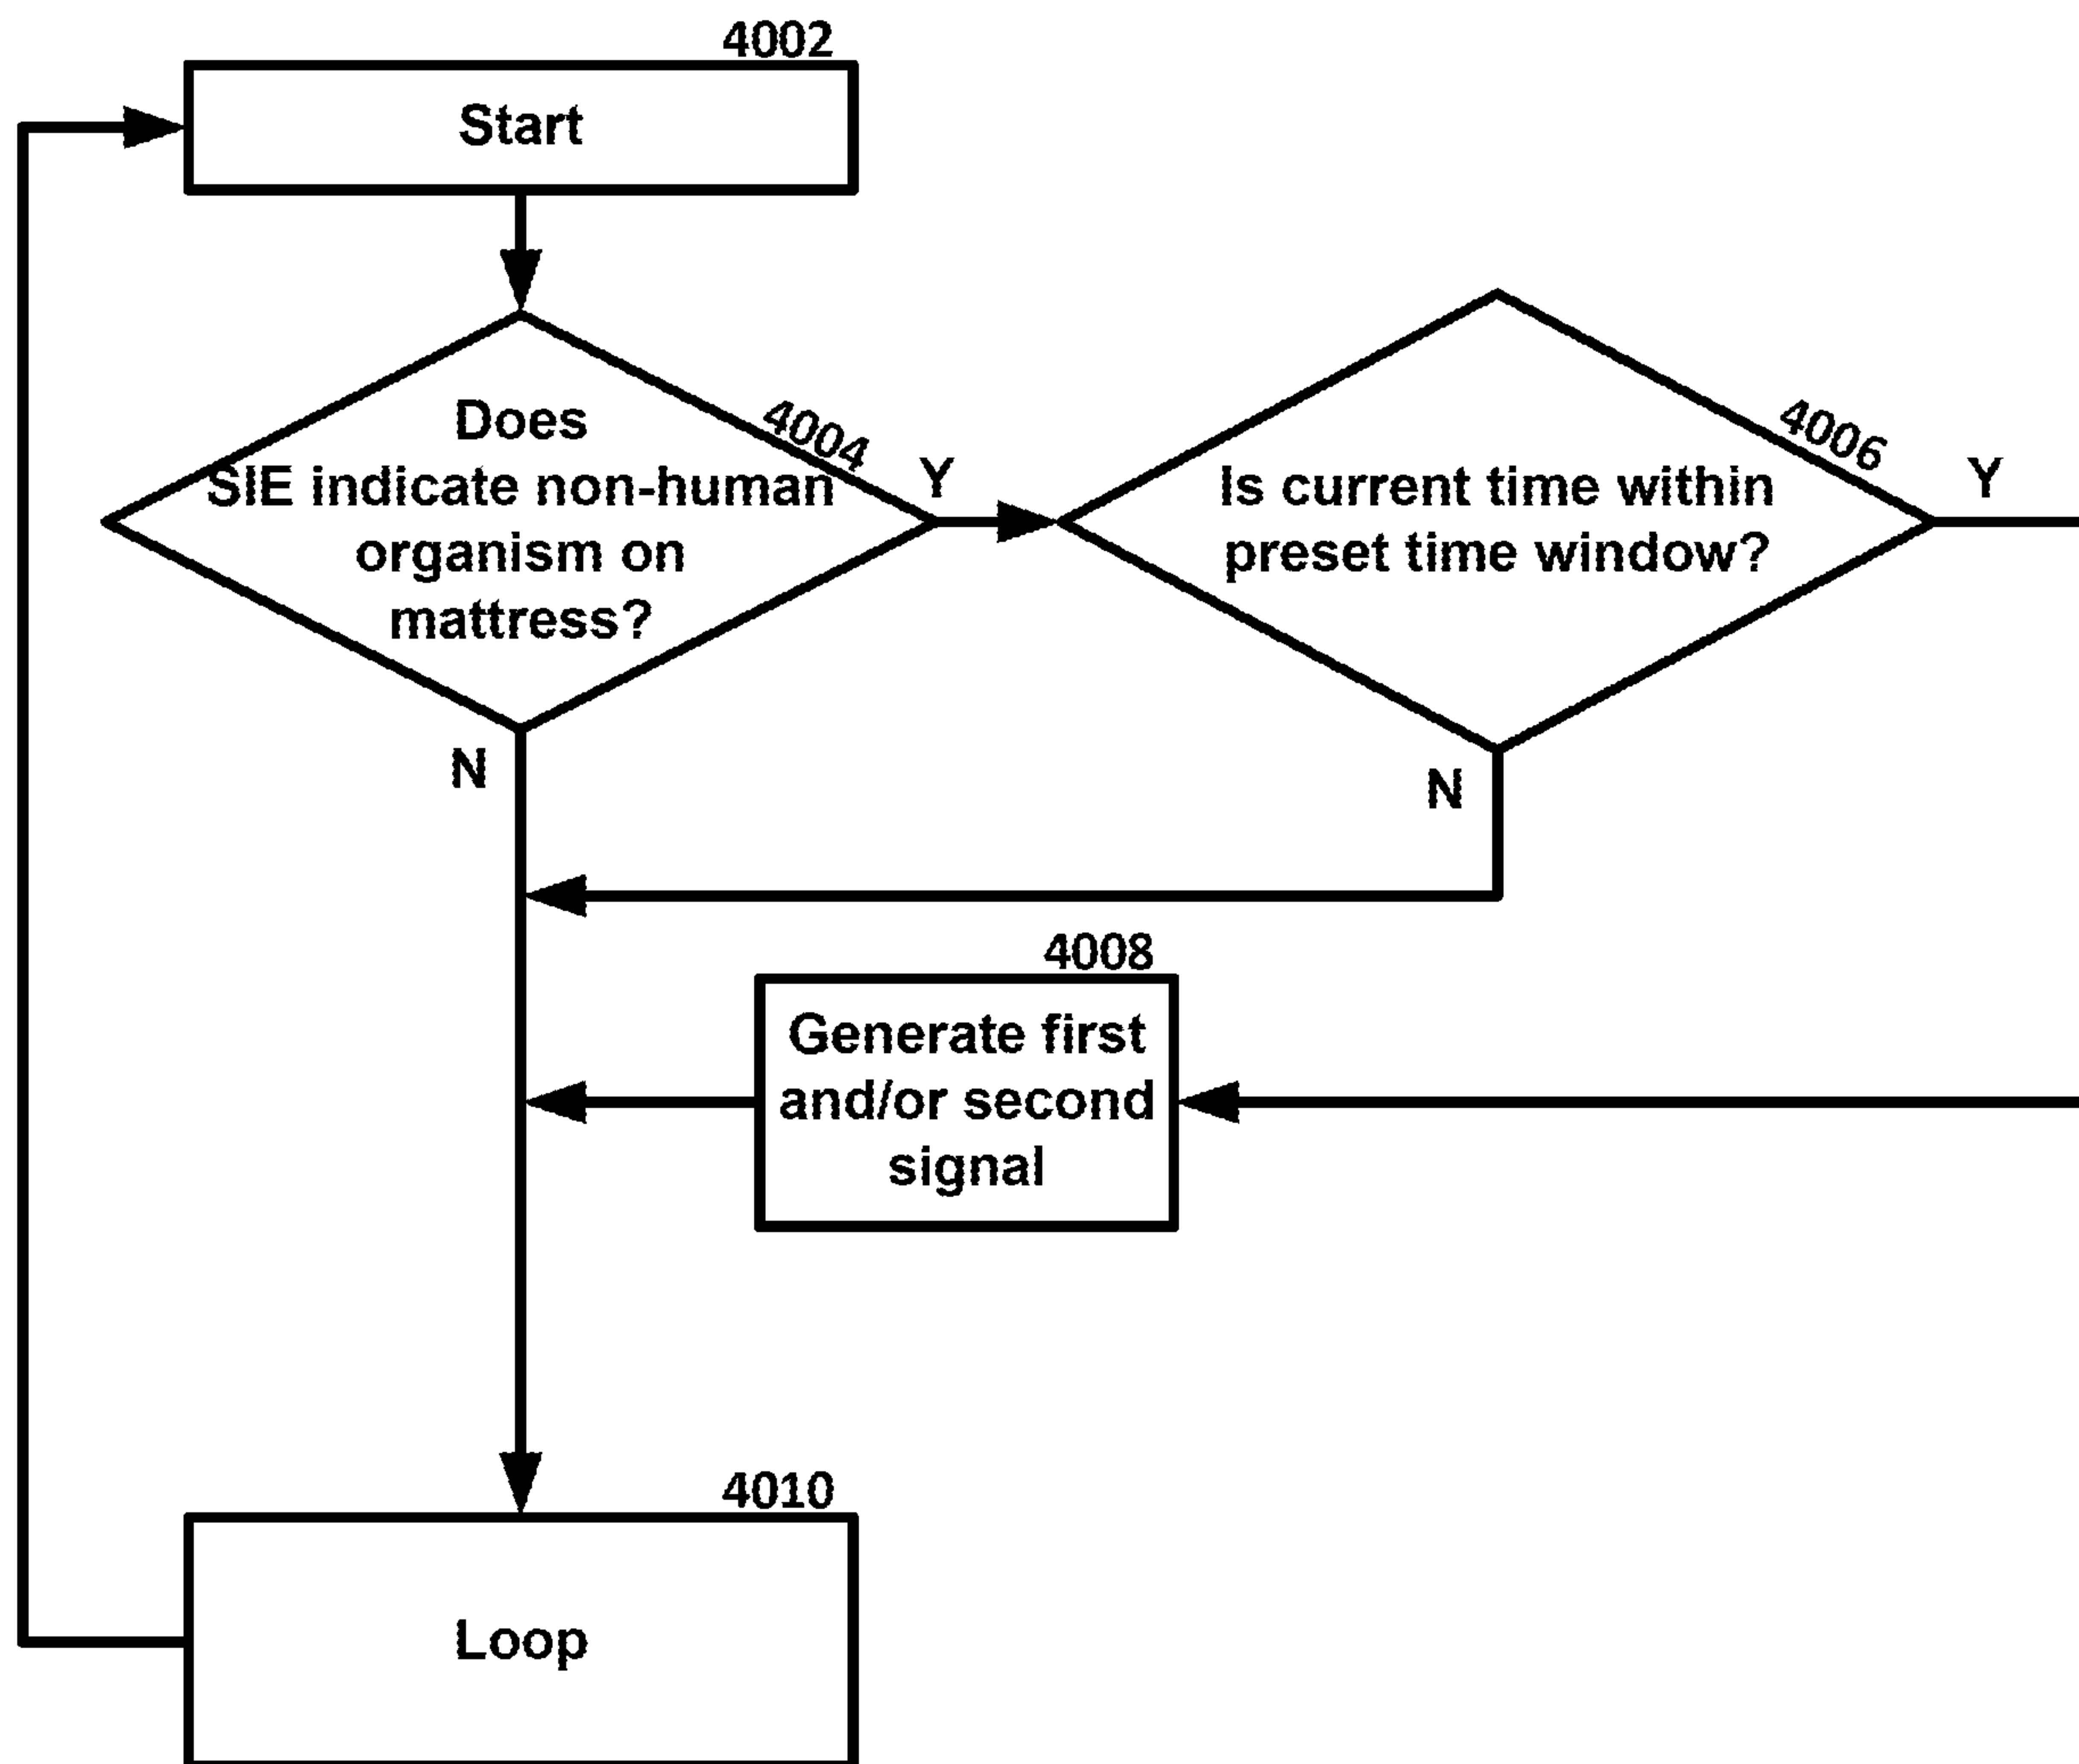 4002
Start
Does
SIE indicate non-human
organism on
mattress?
4004
Y
N
Is current time within
preset time window?
4006
Y
N
4008
Generate first
and/or second
signal
4010
Loop